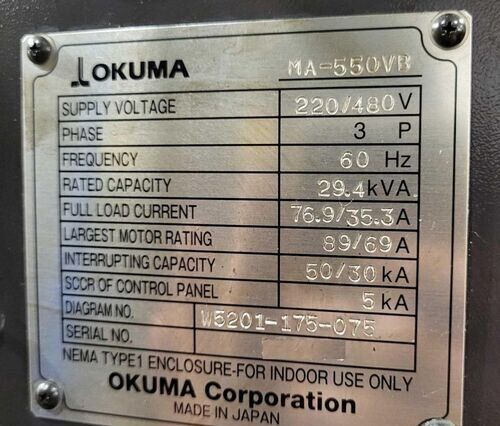 OKUMA MA-550VB
SUPPLY VOLTAGE 220/480 V
PHASE 3 P
FREQUENCY 60 Hz
RATED CAPACITY 29.4 kVA
FULL LOAD CURRENT 76.9/35.3 A
LARGEST MOTOR RATING 89/69 A
INTERRUPTING CAPACITY 50/30 kA
SCCR OF CONTROL PANEL 5 kA
DIAGRAM NO. W5201-175-075
SERIAL NO.
NEMA TYPE1 ENCLOSURE-FOR INDOOR USE ONLY
OKUMA Corporation
MADE IN JAPAN